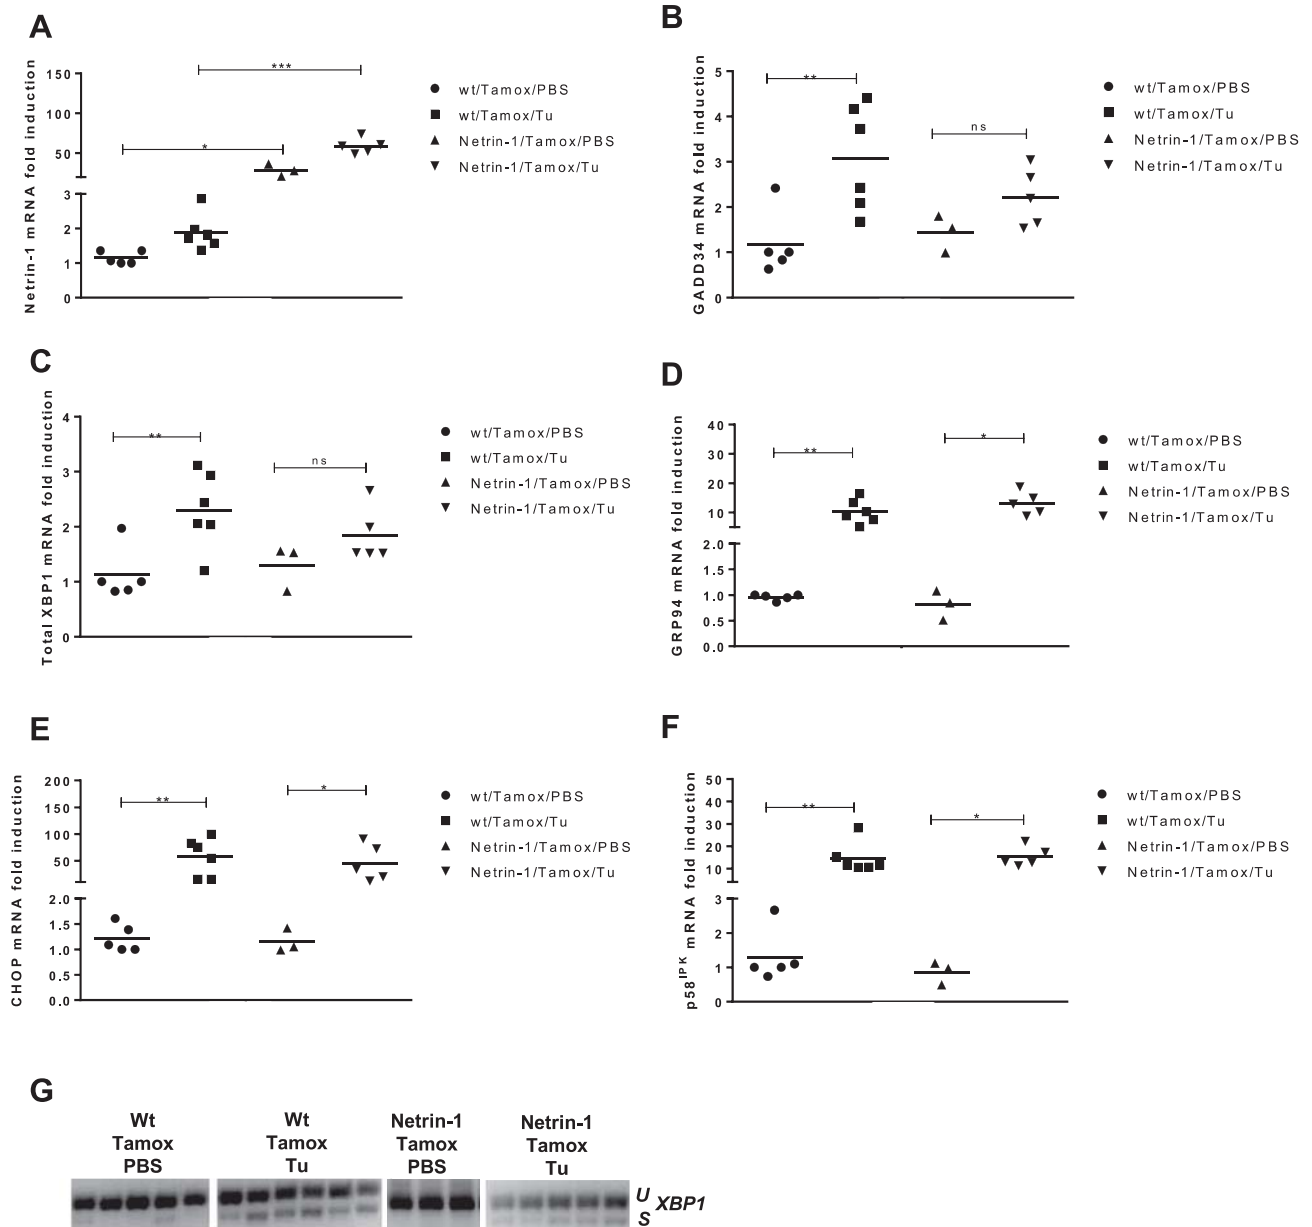 A
Netrin-1 mRNA fold induction
150
100
50
3
2
1
0
***
*
wt/Tamox/PBS
wt/Tamox/Tu
Netrin-1/Tamox/PBS
Netrin-1/Tamox/Tu
B
GADD34 mRNA fold induction
5
4
3
2
1
0
**
ns
wt/Tamox/PBS
wt/Tamox/Tu
Netrin-1/Tamox/PBS
Netrin-1/Tamox/Tu
C
Total XBP1 mRNA fold induction
4
3
2
1
0
**
ns
wt/Tamox/PBS
wt/Tamox/Tu
Netrin-1/Tamox/PBS
Netrin-1/Tamox/Tu
D
GRP94 mRNA fold induction
40
30
20
10
2.0
1.5
1.0
0.5
0.0
**
*
wt/Tamox/PBS
wt/Tamox/Tu
Netrin-1/Tamox/PBS
Netrin-1/Tamox/Tu
E
CHOP mRNA fold induction
200
150
100
50
2.0
1.5
1.0
0.5
0.0
**
*
wt/Tamox/PBS
wt/Tamox/Tu
Netrin-1/Tamox/PBS
Netrin-1/Tamox/Tu
F
p58IPK mRNA fold induction
50
40
30
20
10
3
2
1
0
**
*
wt/Tamox/PBS
wt/Tamox/Tu
Netrin-1/Tamox/PBS
Netrin-1/Tamox/Tu
G
Wt
Tamox
PBS
Wt
Tamox
Tu
Netrin-1
Tamox
PBS
Netrin-1
Tamox
Tu
U XBP1
S